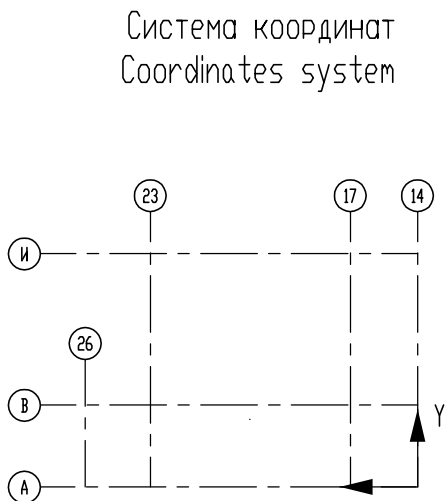 Система координат
Coordinates system
23 17 14
И
26
В
Y
А